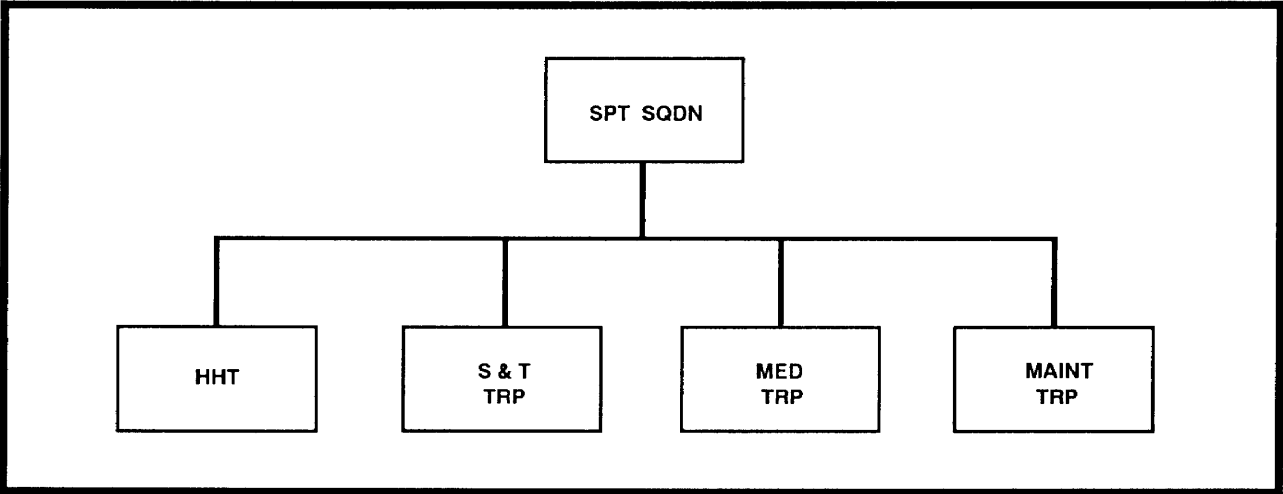 SPT SQDN
HHT
S & T
TRP
MED
TRP
MAINT
TRP